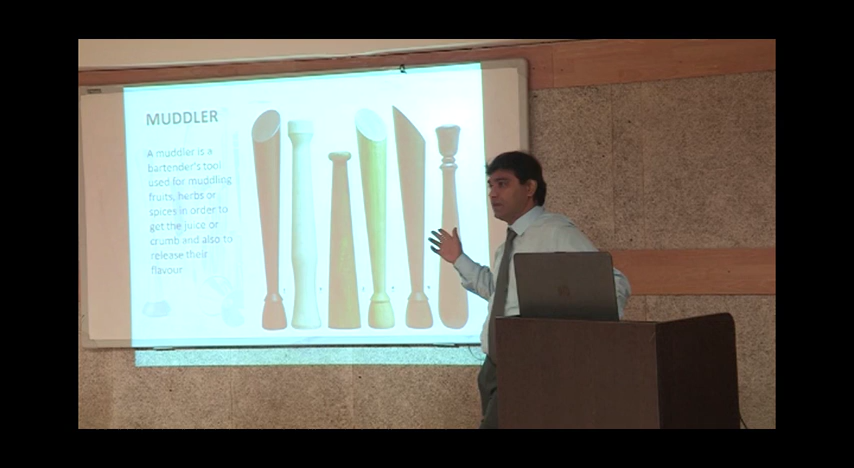 MUDDLER
A muddler is a
bartender's tool
used for muddling
fruits, herbs or
spices in order to
get the juice or
crumb and also to
release their
flavour